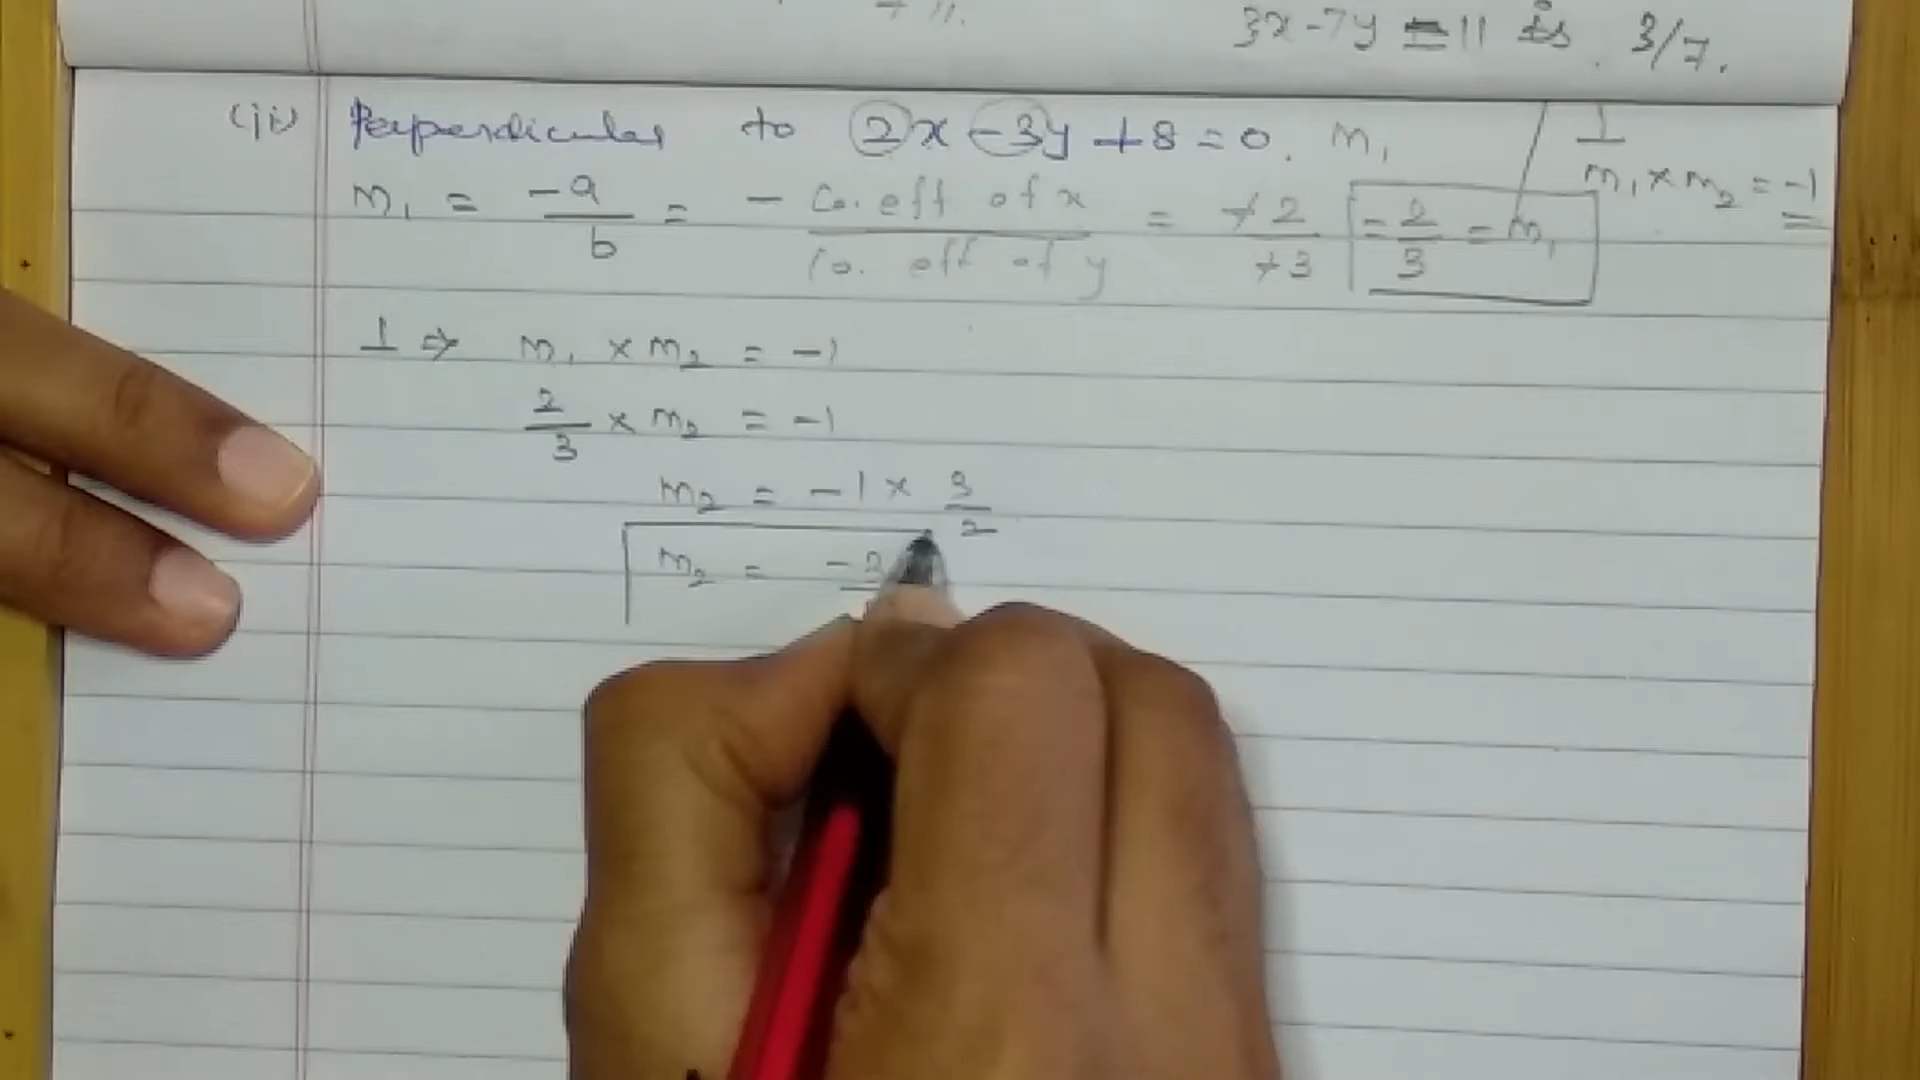 3x-7y = 11 is 3/7.
(ii) Perpendicular to 2x-3y+8=0. m₁
⊥
m₁ × m₂ = -1
m₁ = -a/b = - Co.eff of x / Co. eff of y = -2/-3 = 2/3 = m₁
⊥ ⇒ m₁ × m₂ = -1
2/3 × m₂ = -1
m₂ = -1 × 3/2
m₂ =